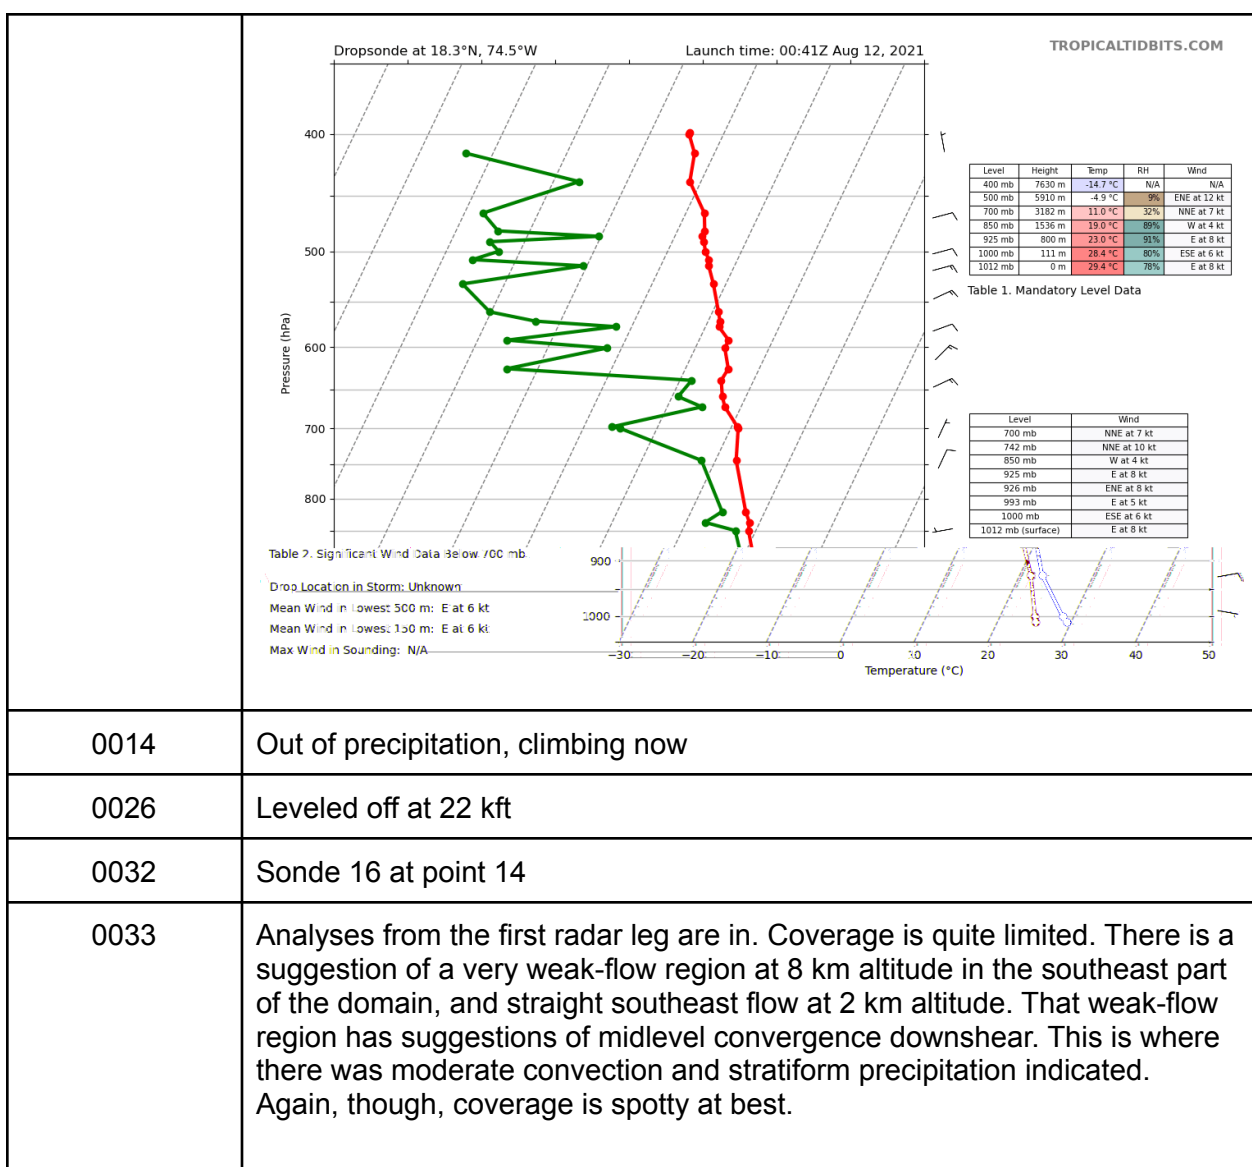 Dropsonde at 18.3°N, 74.5°W
Launch time: 00:41Z Aug 12, 2021
TROPICALTIDBITS.COM
400
500
600
700
800
900
1000
Pressure (hPa)
Level Height Temp RH Wind
400 mb 7630 m -14.7 °C N/A N/A
500 mb 5910 m -4.9 °C 9% ENE at 12 kt
700 mb 3182 m 11.0 °C 32% NNE at 7 kt
850 mb 1536 m 19.0 °C 89% W at 4 kt
925 mb 800 m 23.0 °C 91% E at 8 kt
1000 mb 111 m 28.4 °C 80% ESE at 6 kt
1012 mb 0 m 29.4 °C 78% E at 8 kt
Table 1. Mandatory Level Data
Level Wind
700 mb NNE at 7 kt
742 mb NNE at 10 kt
850 mb W at 4 kt
925 mb E at 8 kt
926 mb ENE at 8 kt
993 mb E at 5 kt
1000 mb ESE at 6 kt
1012 mb (surface) E at 8 kt
Table 2. Significant Wind Data Below 700 mb
Drop Location in Storm: Unknown
Mean Wind in Lowest 500 m: E at 6 kt
Mean Wind in Lowest 150 m: E at 6 kt
Max Wind in Sounding: N/A
−30 −20 −10 0 10 20 30 40 50
Temperature (°C)
0014 Out of precipitation, climbing now
0026 Leveled off at 22 kft
0032 Sonde 16 at point 14
0033 Analyses from the first radar leg are in. Coverage is quite limited. There is a
suggestion of a very weak-flow region at 8 km altitude in the southeast part
of the domain, and straight southeast flow at 2 km altitude. That weak-flow
region has suggestions of midlevel convergence downshear. This is where
there was moderate convection and stratiform precipitation indicated.
Again, though, coverage is spotty at best.